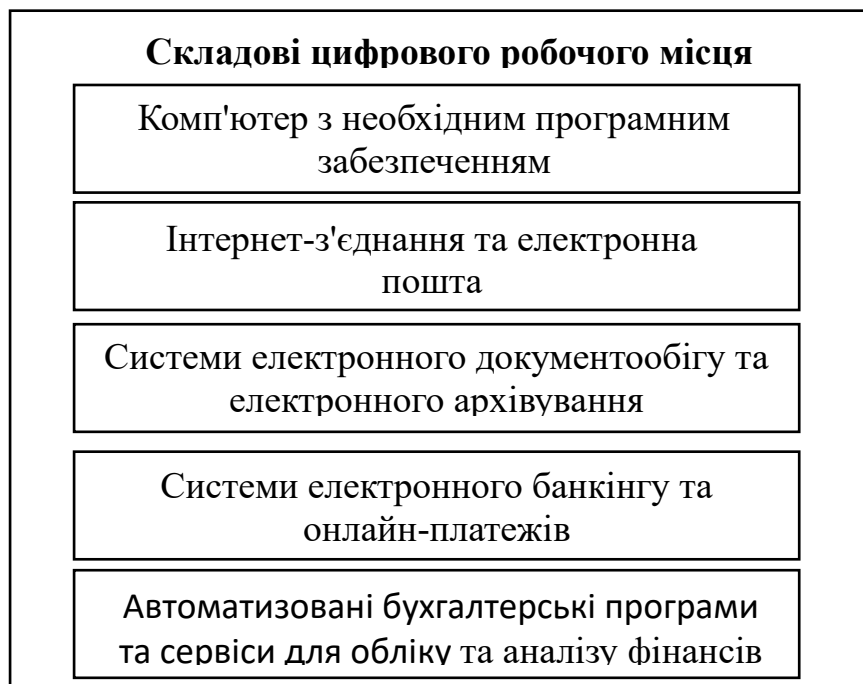 Складові цифрового робочого місця
Комп'ютер з необхідним програмним
забезпеченням
Інтернет-з'єднання та електронна
пошта
Системи електронного документообігу та
електронного архівування
Системи електронного банкінгу та
онлайн-платежів
Автоматизовані бухгалтерські програми
та сервіси для обліку та аналізу фінансів